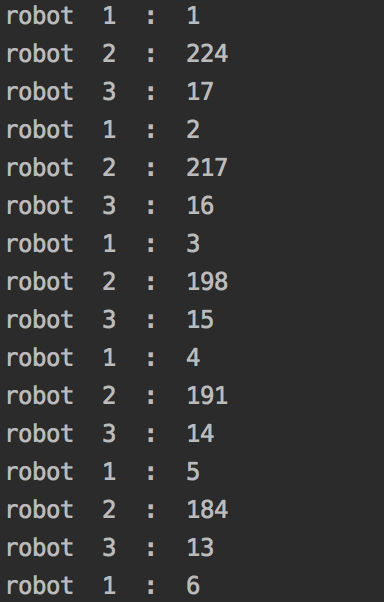 robot  1  :  1
robot  2  :  224
robot  3  :  17
robot  1  :  2
robot  2  :  217
robot  3  :  16
robot  1  :  3
robot  2  :  198
robot  3  :  15
robot  1  :  4
robot  2  :  191
robot  3  :  14
robot  1  :  5
robot  2  :  184
robot  3  :  13
robot  1  :  6